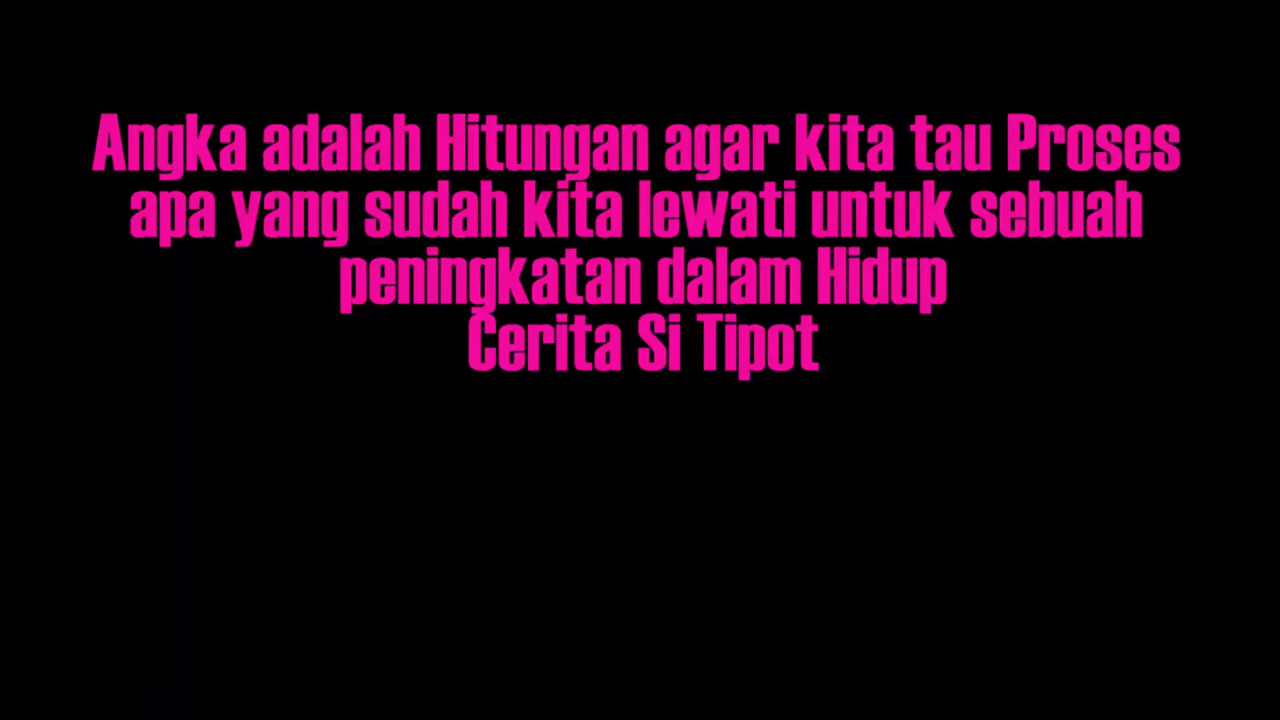 Angka adalah Hitungan agar kita tau Proses
apa yang sudah kita lewati untuk sebuah
peningkatan dalam Hidup
Cerita Si Tipot